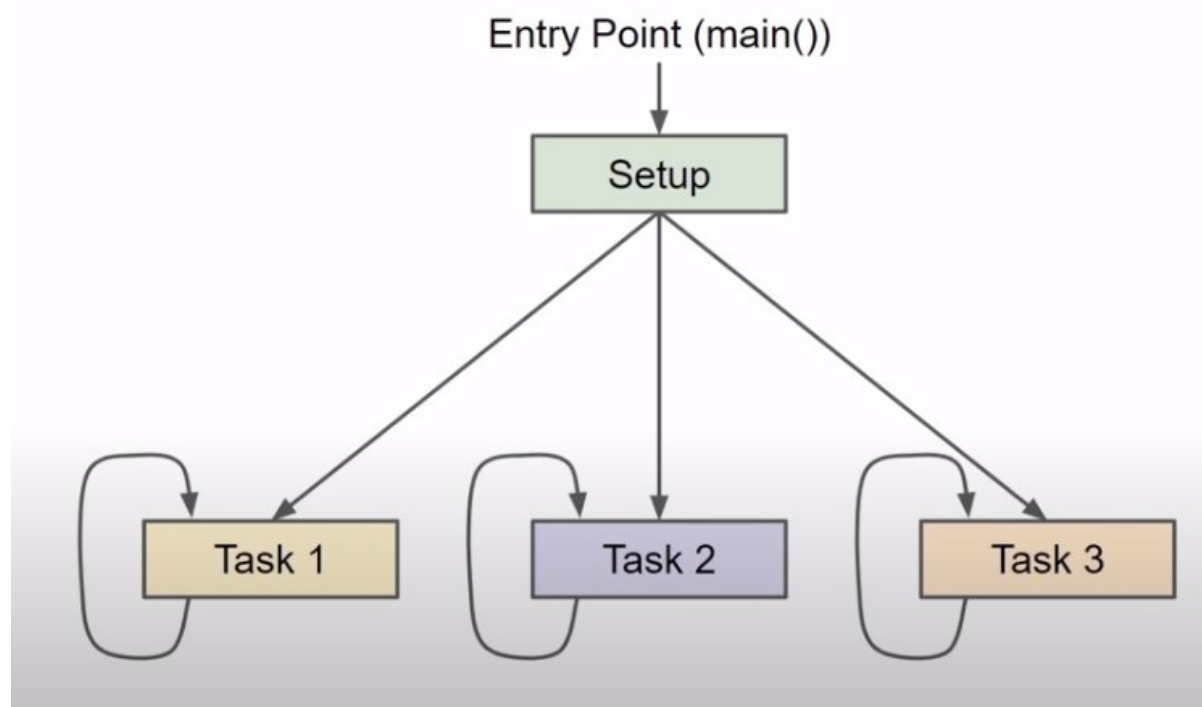 Entry Point (main())
Setup
Task 1
Task 2
Task 3